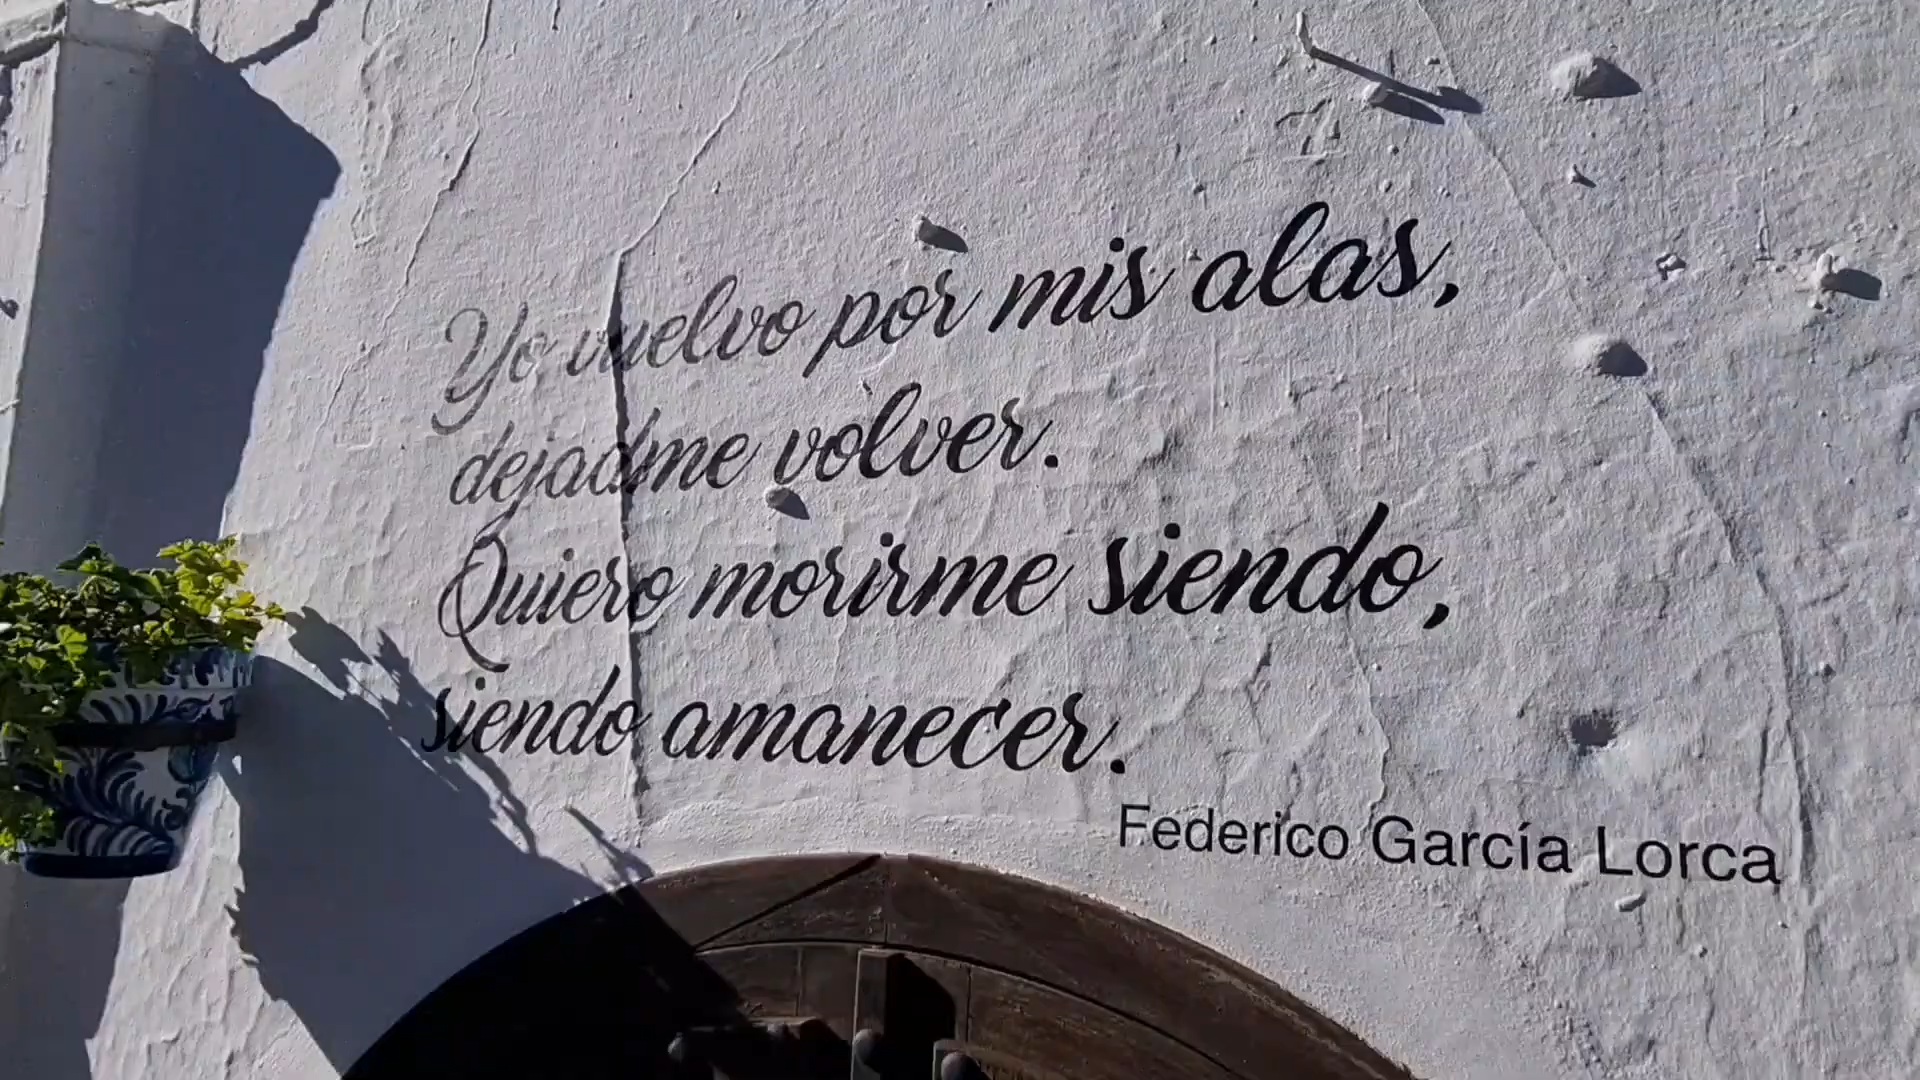 Yo vuelvo por mis alas,
dejadme volver.
Quiero morirme siendo,
siendo amanecer.
Federico García Lorca